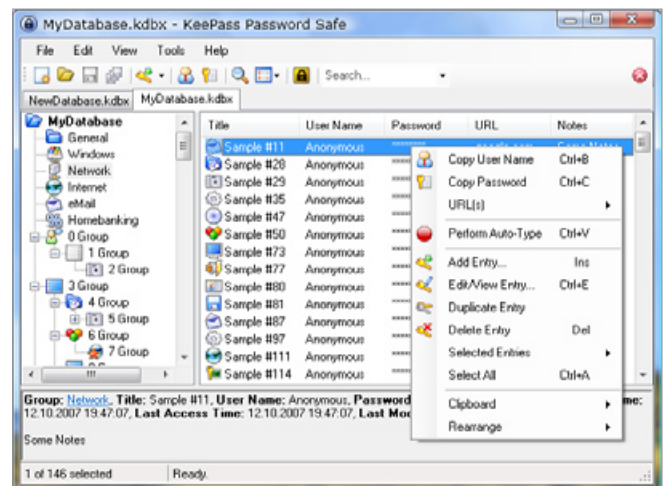 MyDatabase.kdbx - KeePass Password Safe
File Edit View Tools Help
Search...
NewDatabase.kdbx MyDatabase.kdbx
MyDatabase
General
Windows
Network
Internet
eMail
Homebanking
0 Group
1 Group
2 Group
3 Group
4 Group
5 Group
6 Group
7 Group
Title User Name Password URL Notes
Sample #11 Anonymous ******** google.com Some Notes
Sample #28 Anonymous
Sample #29 Anonymous
Sample #35 Anonymous
Sample #47 Anonymous
Sample #50 Anonymous
Sample #73 Anonymous
Sample #77 Anonymous
Sample #80 Anonymous
Sample #81 Anonymous
Sample #87 Anonymous
Sample #97 Anonymous
Sample #111 Anonymous
Sample #114 Anonymous
Copy User Name Ctrl+B
Copy Password Ctrl+C
URL(s)
Perform Auto-Type Ctrl+V
Add Entry... Ins
Edit/View Entry... Ctrl+E
Duplicate Entry
Delete Entry Del
Selected Entries
Select All Ctrl+A
Clipboard
Rearrange
Group: Network, Title: Sample #11, User Name: Anonymous, Password me:
12.10.2007 19:47:07, Last Access Time: 12.10.2007 19:47:07, Last Mod
Some Notes
1 of 146 selected Ready.